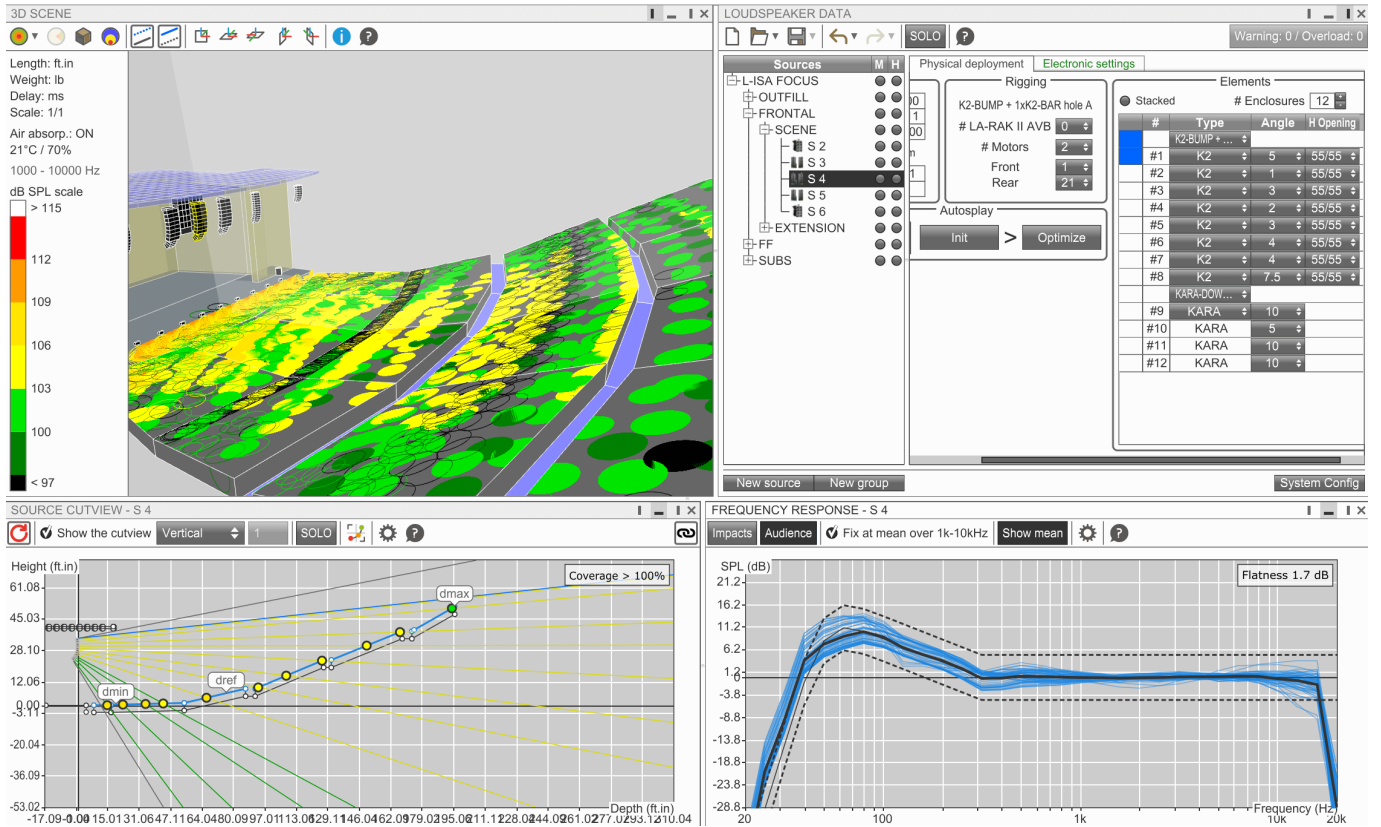 3D SCENE
Length: ft.in
Weight: lb
Delay: ms
Scale: 1/1
Air absorp.: ON
21°C / 70%
1000 - 10000 Hz
dB SPL scale
> 115
112
109
106
103
100
< 97
LOUDSPEAKER DATA
SOLO
Warning: 0 / Overload: 0
Sources M H
L-ISA FOCUS
OUTFILL
FRONTAL
SCENE
S 2
S 3
S 4
S 5
S 6
EXTENSION
FF
SUBS
New source New group
Physical deployment Electronic settings
Rigging
K2-BUMP + 1xK2-BAR hole A
# LA-RAK II AVB 0
# Motors 2
Front 1
Rear 21
Autosplay
Init > Optimize
Elements
Stacked # Enclosures 12
# Type Angle H Opening
K2-BUMP + ...
#1 K2 5 55/55
#2 K2 1 55/55
#3 K2 3 55/55
#4 K2 2 55/55
#5 K2 3 55/55
#6 K2 4 55/55
#7 K2 4 55/55
#8 K2 7.5 55/55
KARA-DOW...
#9 KARA 10
#10 KARA 5
#11 KARA 10
#12 KARA 10
System Config
SOURCE CUTVIEW - S 4
Show the cutview Vertical 1 SOLO
Height (ft.in)
Coverage > 100%
61.08
45.03
28.10
12.06
0.00
-3.11
-20.04
-36.09
-53.02
dmin
dref
dmax
Depth (ft.in)
FREQUENCY RESPONSE - S 4
Impacts Audience Fix at mean over 1k-10kHz Show mean
SPL (dB)
Flatness 1.7 dB
21.2
16.2
11.2
6.2
1.2
-3.8
-8.8
-13.8
-18.8
-23.8
-28.8
Frequency (Hz)
20 100 1k 10k 20k